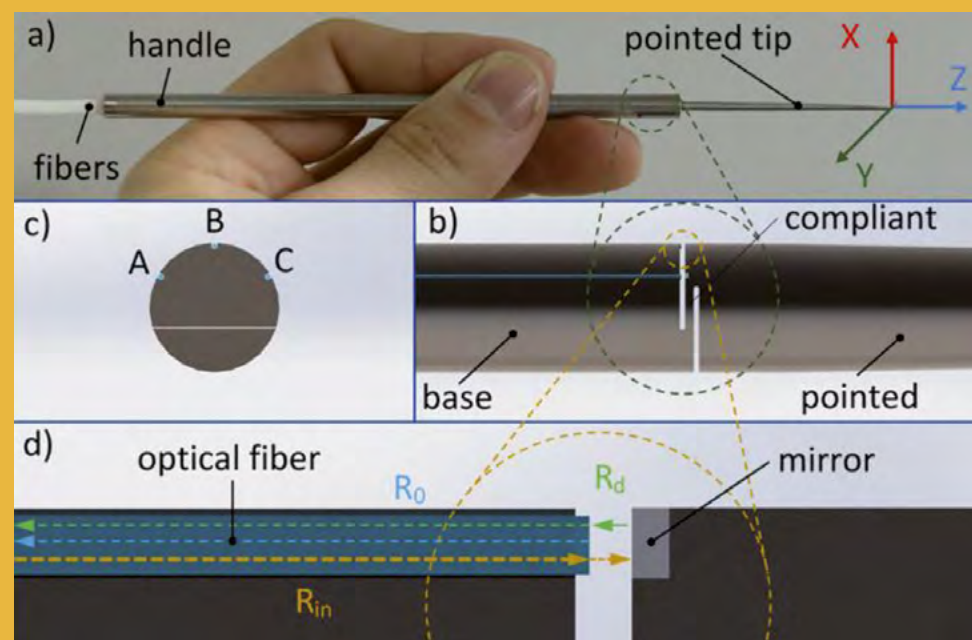 a)
handle
pointed tip
X
Z
fibers
Y
c)
B
A
C
b)
compliant
base
pointed
d)
optical fiber
R0
Rd
mirror
Rin